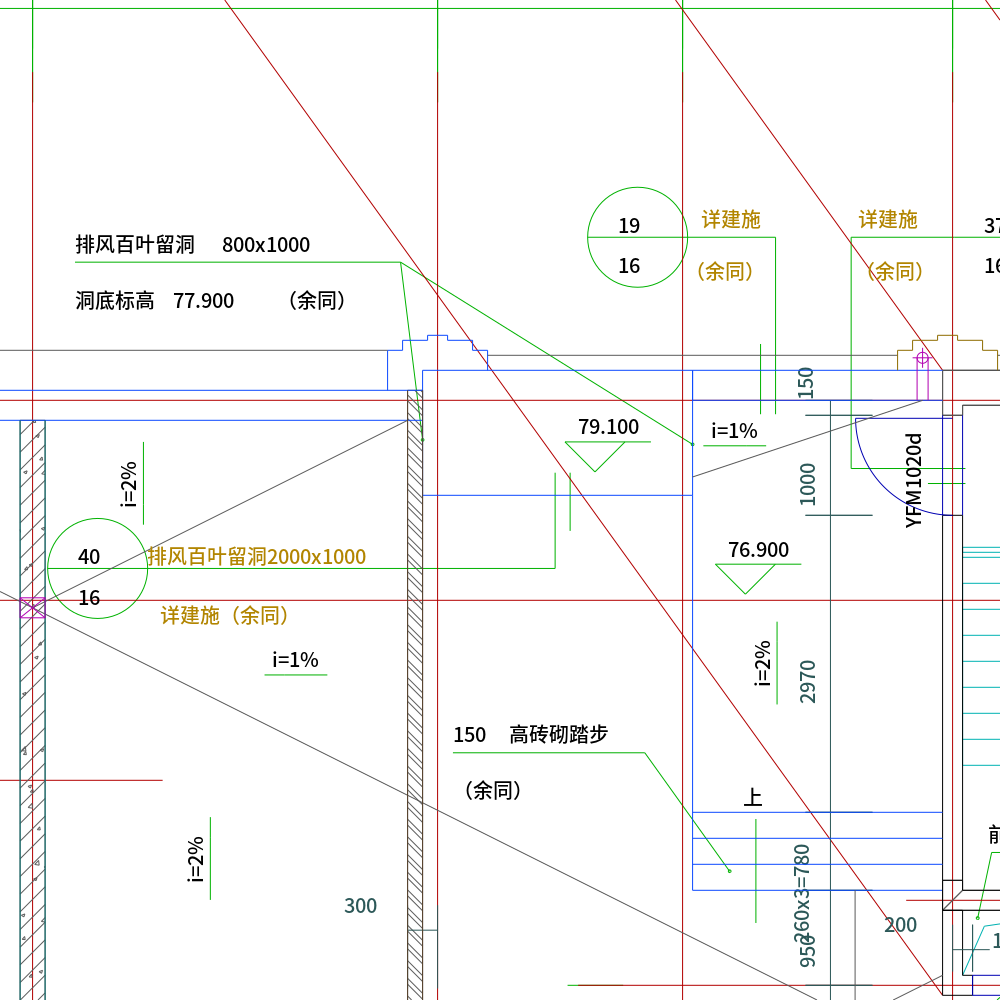 19
16
详建施
（余同）
详建施
（余同）
37
16
排风百叶留洞 800x1000
洞底标高 77.900 （余同）
150
79.100
i=1%
i=2%
1000
YFM1020d
40
16
排风百叶留洞2000x1000
详建施（余同）
76.900
i=1%
i=2%
2970
150 高砖砌踏步
（余同）
上
i=2%
260x3=780
300
200
950